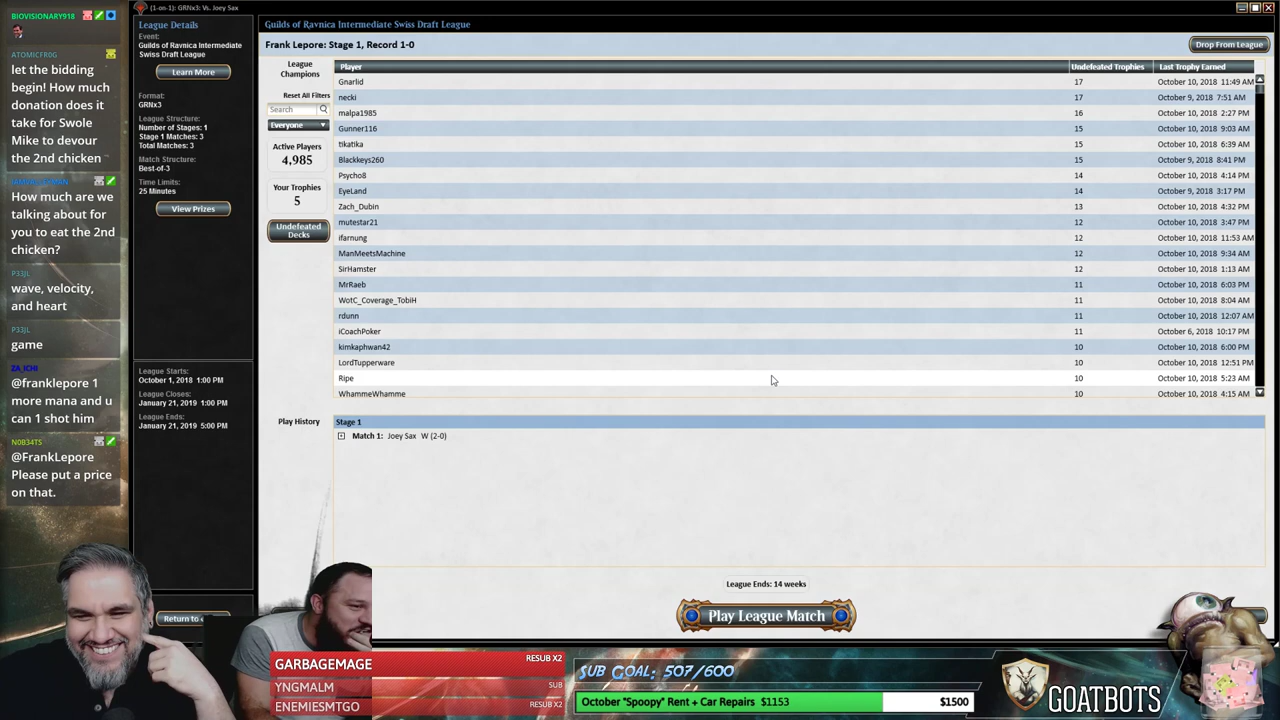 BIOVISIONARY918
ATOMICFR0G
let the bidding
begin! How much
donation does it
take for Swole
Mike to devour
the 2nd chicken
How much are we
talking about for
you to eat the 2nd
chicken?
P33JL
wave, velocity,
and heart
P33JL
game
ZA_ICHI
@franklepore 1
more mana and u
can 1 shot him
N0B34TS
@FrankLepore
Please put a price
on that.
(1-on-1): GRNx3: Vs. Joey Sax
League Details
Event:
Guilds of Ravnica Intermediate
Swiss Draft League
Learn More
Format:
GRNx3
League Structure:
Number of Stages: 1
Stage 1 Matches: 3
Total Matches: 3
Match Structure:
Best-of-3
Time Limits:
25 Minutes
View Prizes
League Starts:
October 1, 2018 1:00 PM
League Closes:
January 21, 2019 1:00 PM
League Ends:
January 21, 2019 5:00 PM
Return to
Guilds of Ravnica Intermediate Swiss Draft League
Frank Lepore: Stage 1, Record 1-0
Drop From League
League
Champions
Reset All Filters
Search
Everyone
Active Players
4,985
Your Trophies
5
Undefeated
Decks
Player Undefeated Trophies Last Trophy Earned
Gnarlid 17 October 10, 2018 11:49 AM
necki 17 October 9, 2018 7:51 AM
malpa1985 16 October 10, 2018 2:27 PM
Gunner116 15 October 10, 2018 9:03 AM
tikatika 15 October 10, 2018 6:39 AM
Blackkeys260 15 October 9, 2018 8:41 PM
Psycho8 14 October 10, 2018 4:14 PM
EyeLand 14 October 9, 2018 3:17 PM
Zach_Dubin 13 October 10, 2018 4:32 PM
mutestar21 12 October 10, 2018 3:47 PM
ifarnung 12 October 10, 2018 11:53 AM
ManMeetsMachine 12 October 10, 2018 9:34 AM
SirHamster 12 October 10, 2018 1:13 AM
MrRaeb 11 October 10, 2018 6:03 PM
WotC_Coverage_TobiH 11 October 10, 2018 8:04 AM
rdunn 11 October 10, 2018 12:07 AM
iCoachPoker 11 October 6, 2018 10:17 PM
kimkaphwan42 10 October 10, 2018 6:00 PM
LordTupperware 10 October 10, 2018 12:51 PM
Ripe 10 October 10, 2018 5:23 AM
WhammeWhamme 10 October 10, 2018 4:15 AM
Play History
Stage 1
Match 1: Joey Sax W (2-0)
League Ends: 14 weeks
Play League Match
GARBAGEMAGE RESUB X2
YNGMALM SUB
ENEMIESMTGO RESUB X2
SUB GOAL: 507/600
October "Spoopy" Rent + Car Repairs $1153 $1500
GOATBOTS